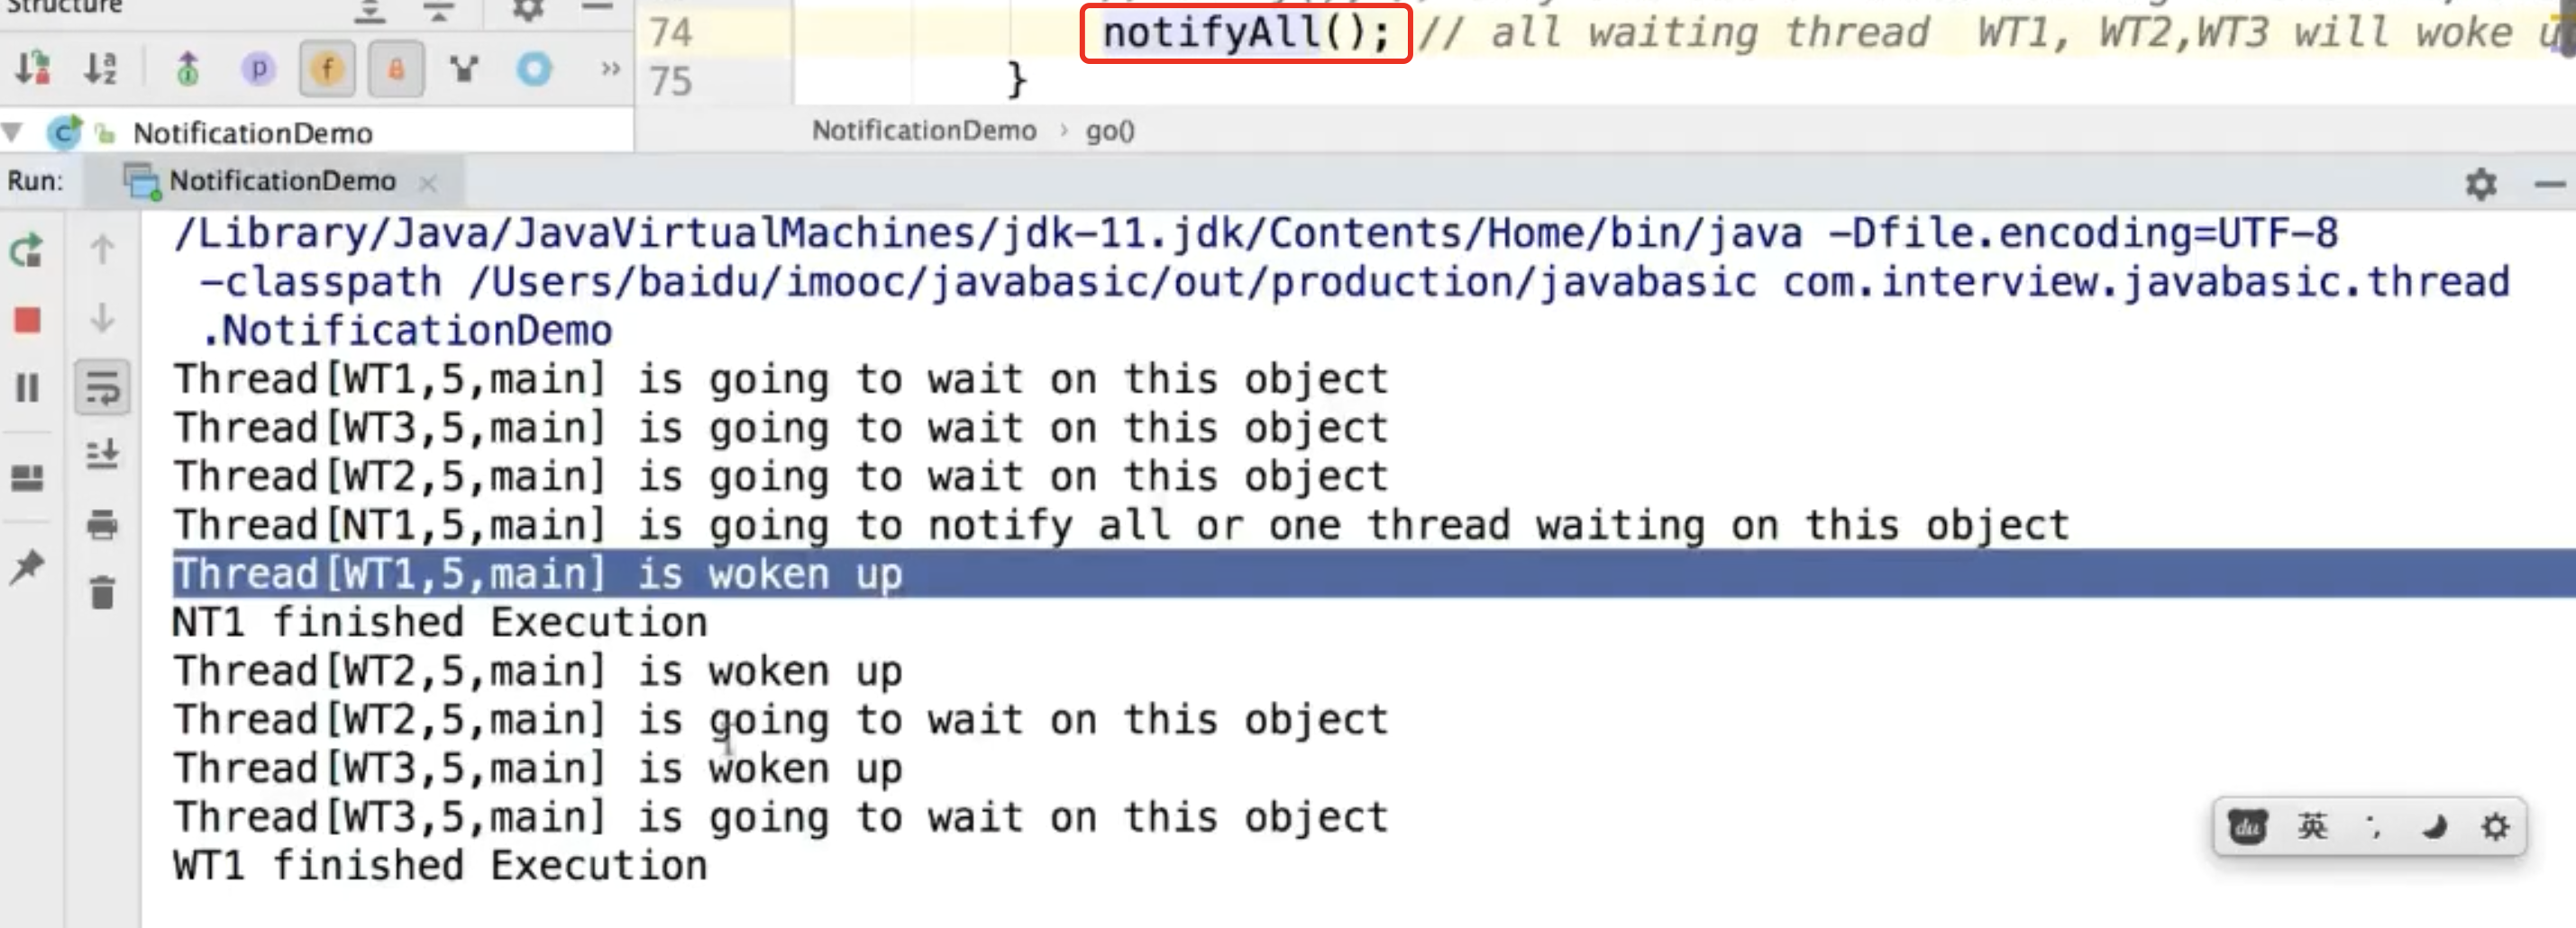 Structure
74 notifyAll(); // all waiting thread  WT1, WT2,WT3 will woke
75 }
NotificationDemo
NotificationDemo › go()
Run: NotificationDemo
/Library/Java/JavaVirtualMachines/jdk-11.jdk/Contents/Home/bin/java -Dfile.encoding=UTF-8
-classpath /Users/baidu/imooc/javabasic/out/production/javabasic com.interview.javabasic.thread
.NotificationDemo
Thread[WT1,5,main] is going to wait on this object
Thread[WT3,5,main] is going to wait on this object
Thread[WT2,5,main] is going to wait on this object
Thread[NT1,5,main] is going to notify all or one thread waiting on this object
Thread[WT1,5,main] is woken up
NT1 finished Execution
Thread[WT2,5,main] is woken up
Thread[WT2,5,main] is going to wait on this object
Thread[WT3,5,main] is woken up
Thread[WT3,5,main] is going to wait on this object
WT1 finished Execution
du 英